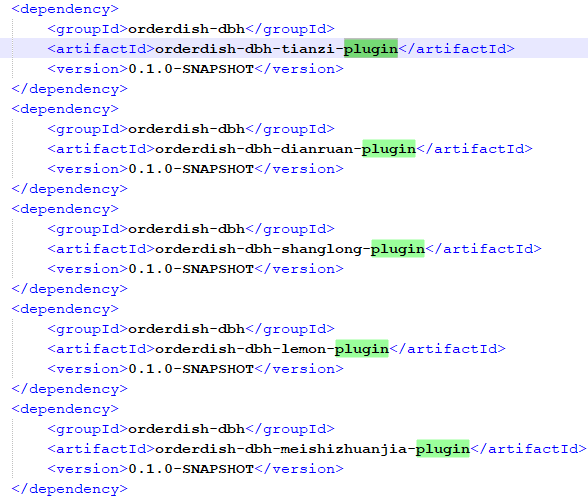 <dependency>
<groupId>orderdish-dbh</groupId>
<artifactId>orderdish-dbh-tianzi-plugin</artifactId>
<version>0.1.0-SNAPSHOT</version>
</dependency>
<dependency>
<groupId>orderdish-dbh</groupId>
<artifactId>orderdish-dbh-dianruan-plugin</artifactId>
<version>0.1.0-SNAPSHOT</version>
</dependency>
<dependency>
<groupId>orderdish-dbh</groupId>
<artifactId>orderdish-dbh-shanglong-plugin</artifactId>
<version>0.1.0-SNAPSHOT</version>
</dependency>
<dependency>
<groupId>orderdish-dbh</groupId>
<artifactId>orderdish-dbh-lemon-plugin</artifactId>
<version>0.1.0-SNAPSHOT</version>
</dependency>
<dependency>
<groupId>orderdish-dbh</groupId>
<artifactId>orderdish-dbh-meishizhuanjia-plugin</artifactId>
<version>0.1.0-SNAPSHOT</version>
</dependency>